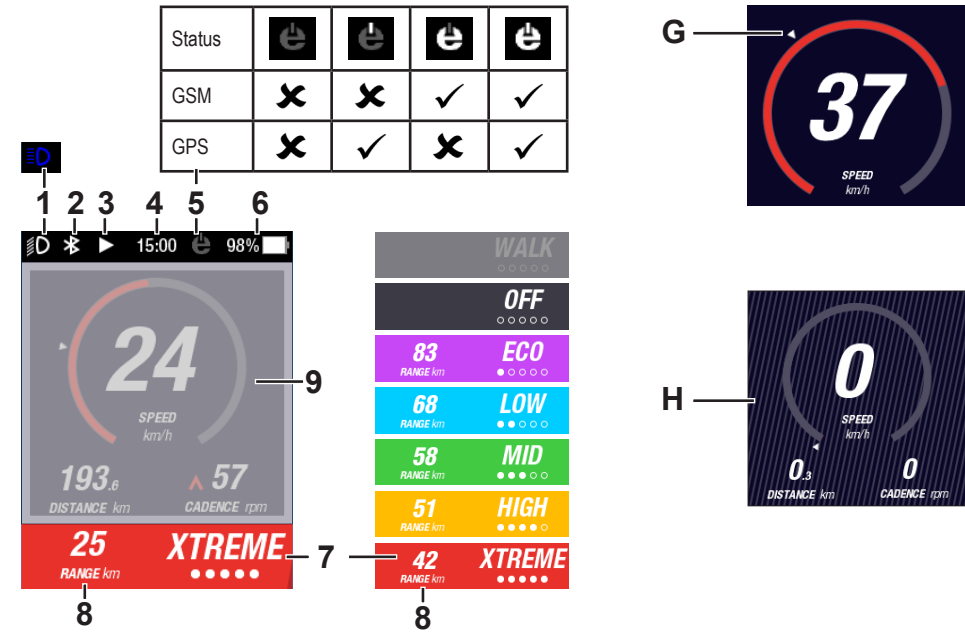 Status
GSM
GPS
1 2 3 4 5 6
15:00 98%
24
SPEED
km/h
193.6 57
DISTANCE km CADENCE rpm
25 XTREME
RANGE km
7
8
9
WALK
OFF
83 ECO
RANGE km
68 LOW
RANGE km
58 MID
RANGE km
51 HIGH
RANGE km
42 XTREME
RANGE km
8
G
37
SPEED
km/h
H
0
SPEED
km/h
0.3 0
DISTANCE km CADENCE rpm